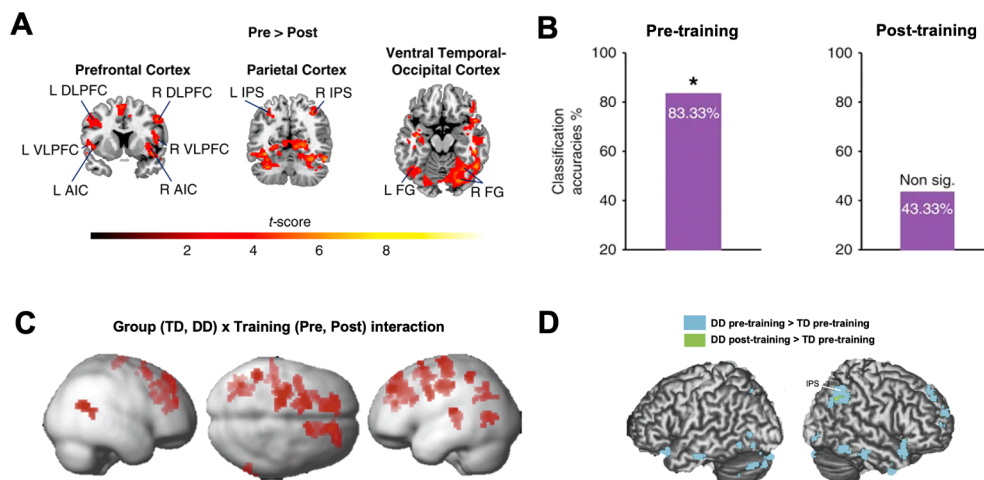 A
Pre > Post
Prefrontal Cortex
Parietal Cortex
Ventral Temporal-
Occipital Cortex
L DLPFC
R DLPFC
L IPS
R IPS
L VLPFC
R VLPFC
L AIC
R AIC
L FG
R FG
t-score
2
4
6
8
B
Pre-training
Post-training
Classification
accuracies %
100
80
60
40
20
*
83.33%
100
80
60
40
20
Non sig.
43.33%
C
Group (TD, DD) x Training (Pre, Post) interaction
D
DD pre-training > TD pre-training
DD post-training > TD pre-training
IPS